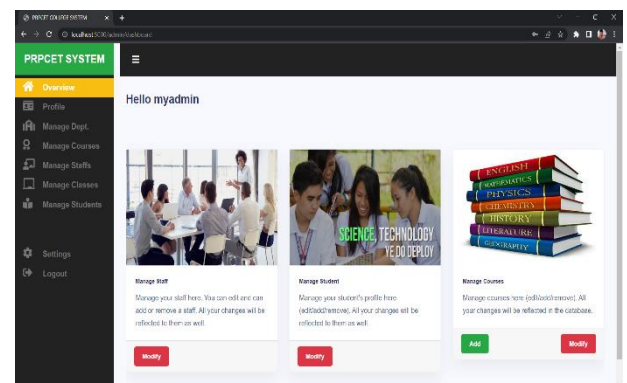 PRPCET COLLEGE SYSTEM
localhost:5000/admin/dashboard
PRPCET SYSTEM
Overview
Profile
Manage Dept.
Manage Courses
Manage Staffs
Manage Classes
Manage Students
Settings
Logout
Hello myadmin
SCIENCE, TECHNOLOGY
YE DO DEPLOY
ENGLISH
MATHEMATICS
PHYSICS
CHEMISTRY
HISTORY
LITERATURE
GEOGRAPHY
Manage Staff
Manage your staff here. You can edit and can
add or remove a staff. All your changes will be
reflected to them as well.
Modify
Manage Student
Manage your student's profile here
(edit/add/remove). All your changes will be
reflected to them as well.
Modify
Manage Courses
Manage courses here (edit/add/remove). All
your changes will be reflected in the catabase.
Add
Modify